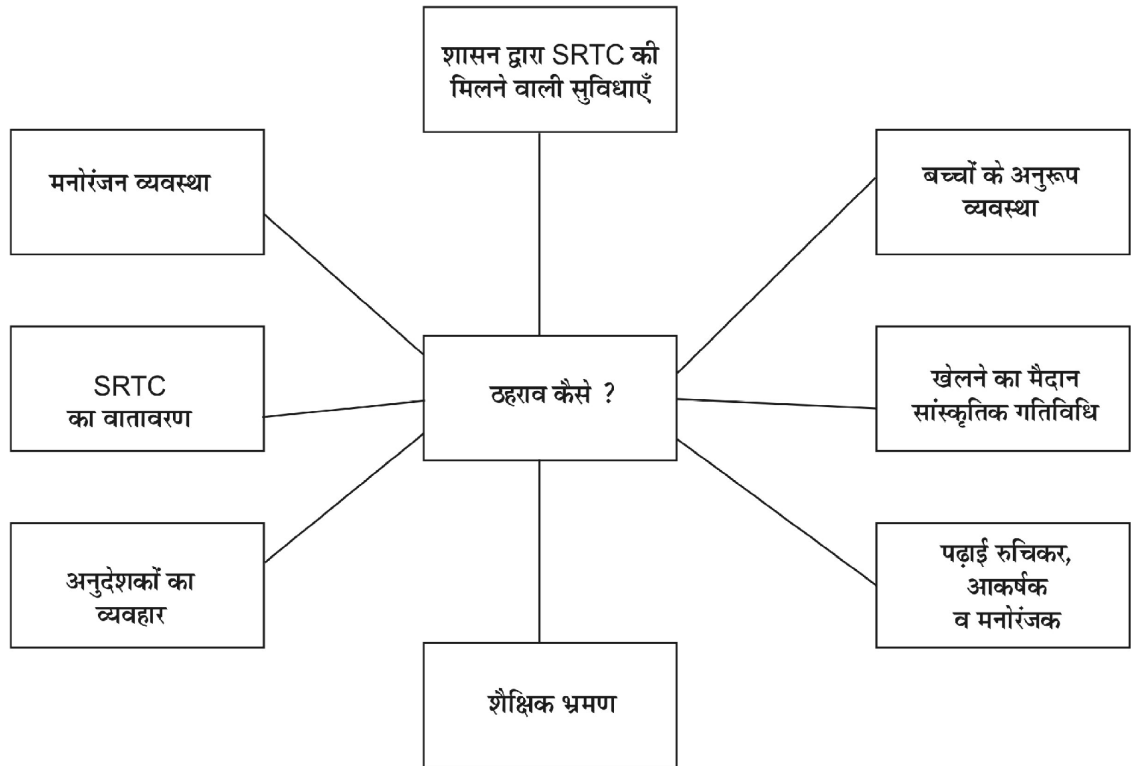 शासन द्वारा SRTC की
मिलने वाली सुविधाएँ
मनोरंजन व्यवस्था
बच्चों के अनुरूप
व्यवस्था
SRTC
का वातावरण
ठहराव कैसे ?
खेलने का मैदान
सांस्कृतिक गतिविधि
अनुदेशकों का
व्यवहार
पढ़ाई रुचिकर,
आकर्षक
व मनोरंजक
शैक्षिक भ्रमण